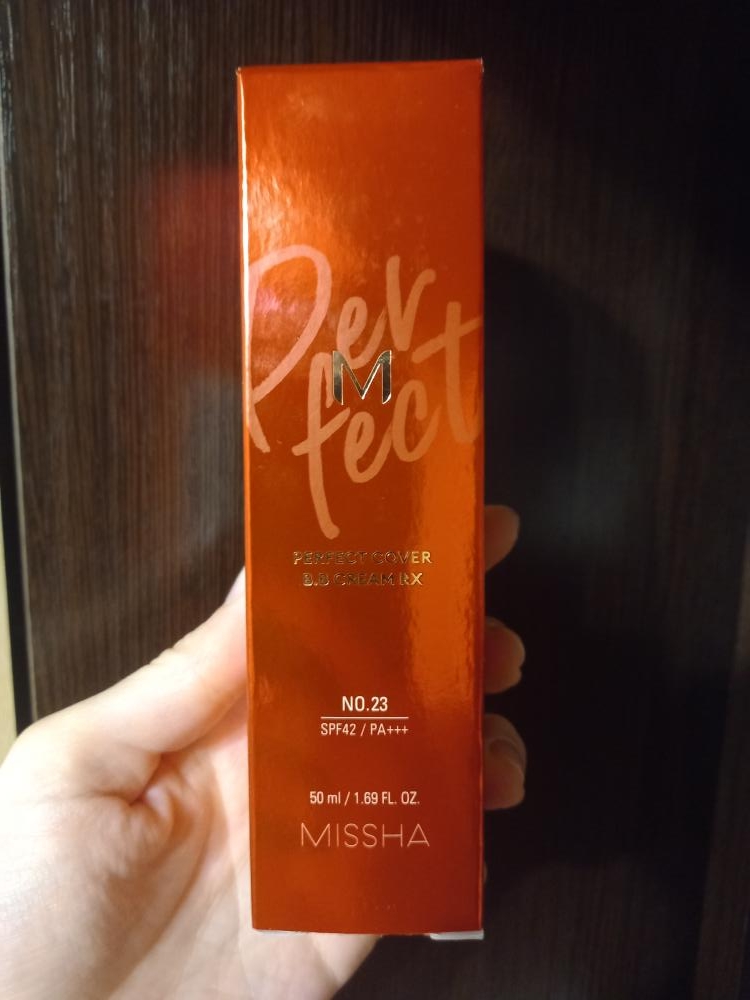 Per
fect
M
PERFECT COVER
B.B CREAM RX
NO.23
SPF42 / PA+++
50 ml / 1.69 FL. OZ.
MISSHA